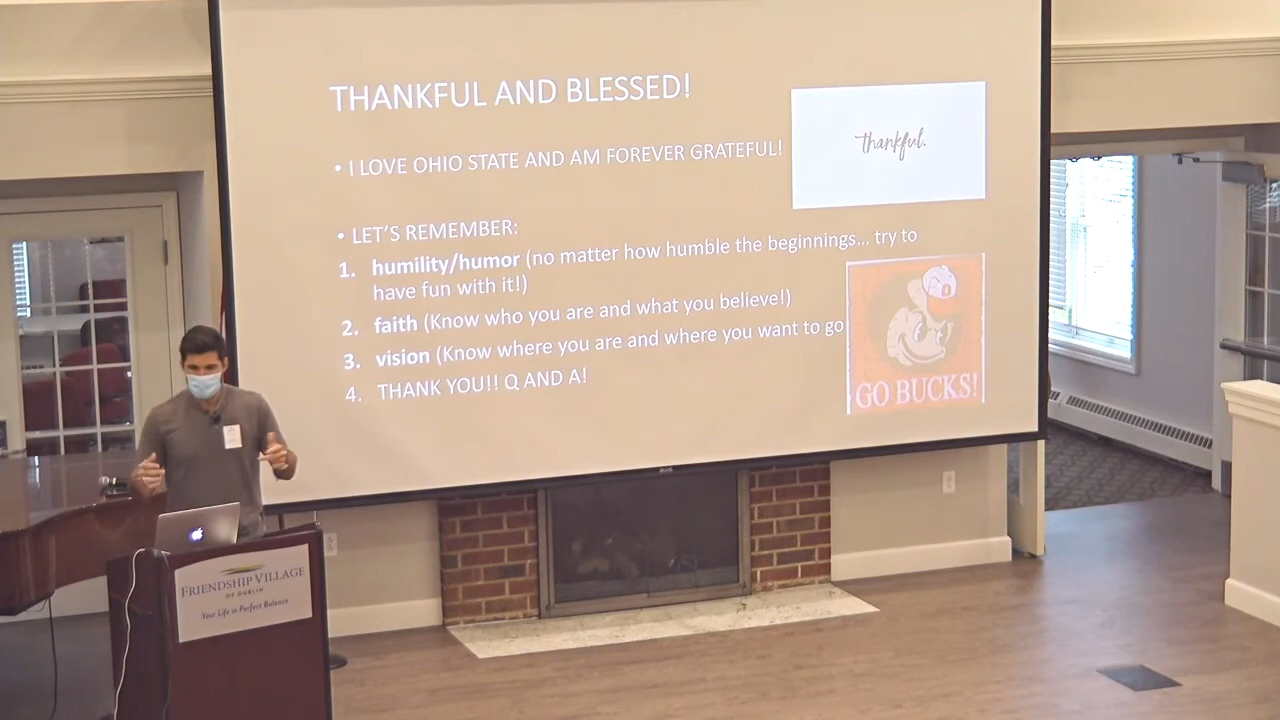 THANKFUL AND BLESSED!
thankful.
• I LOVE OHIO STATE AND AM FOREVER GRATEFUL!
• LET'S REMEMBER:
1. humility/humor (no matter how humble the beginnings... try to
have fun with it!)
2. faith (Know who you are and what you believe!)
3. vision (Know where you are and where you want to go
4. THANK YOU!! Q AND A!
GO BUCKS!
FRIENDSHIP VILLAGE
OF DUBLIN
Your Life in Perfect Balance